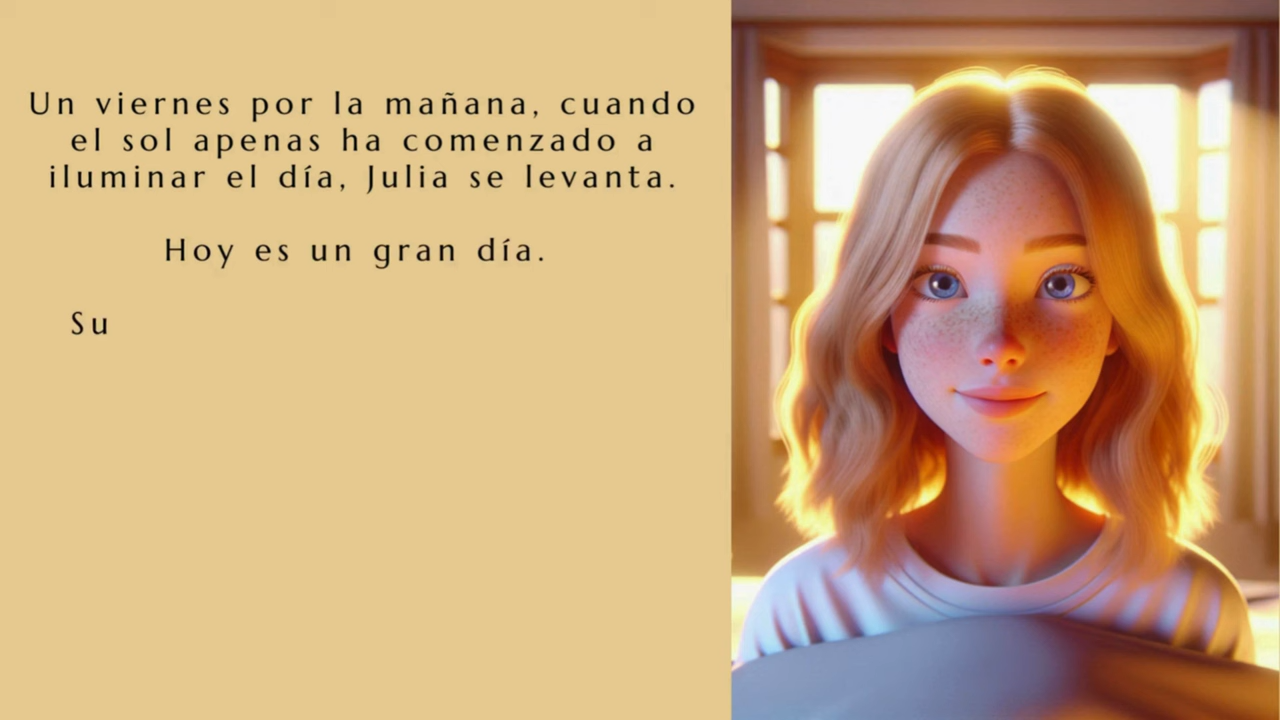 Un viernes por la mañana, cuando
el sol apenas ha comenzado a
iluminar el día, Julia se levanta.
Hoy es un gran día.
Su